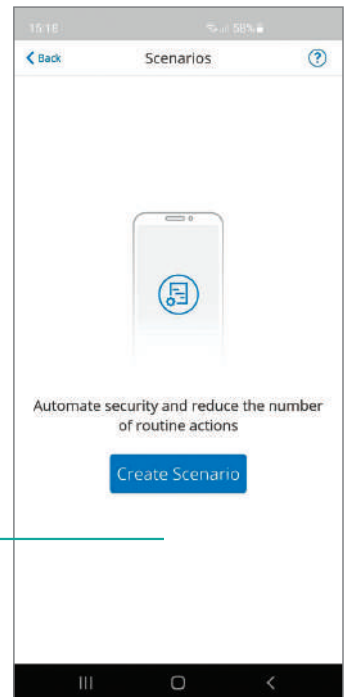 15:18 58%
Back Scenarios ?
Automate security and reduce the number
of routine actions
Create Scenario